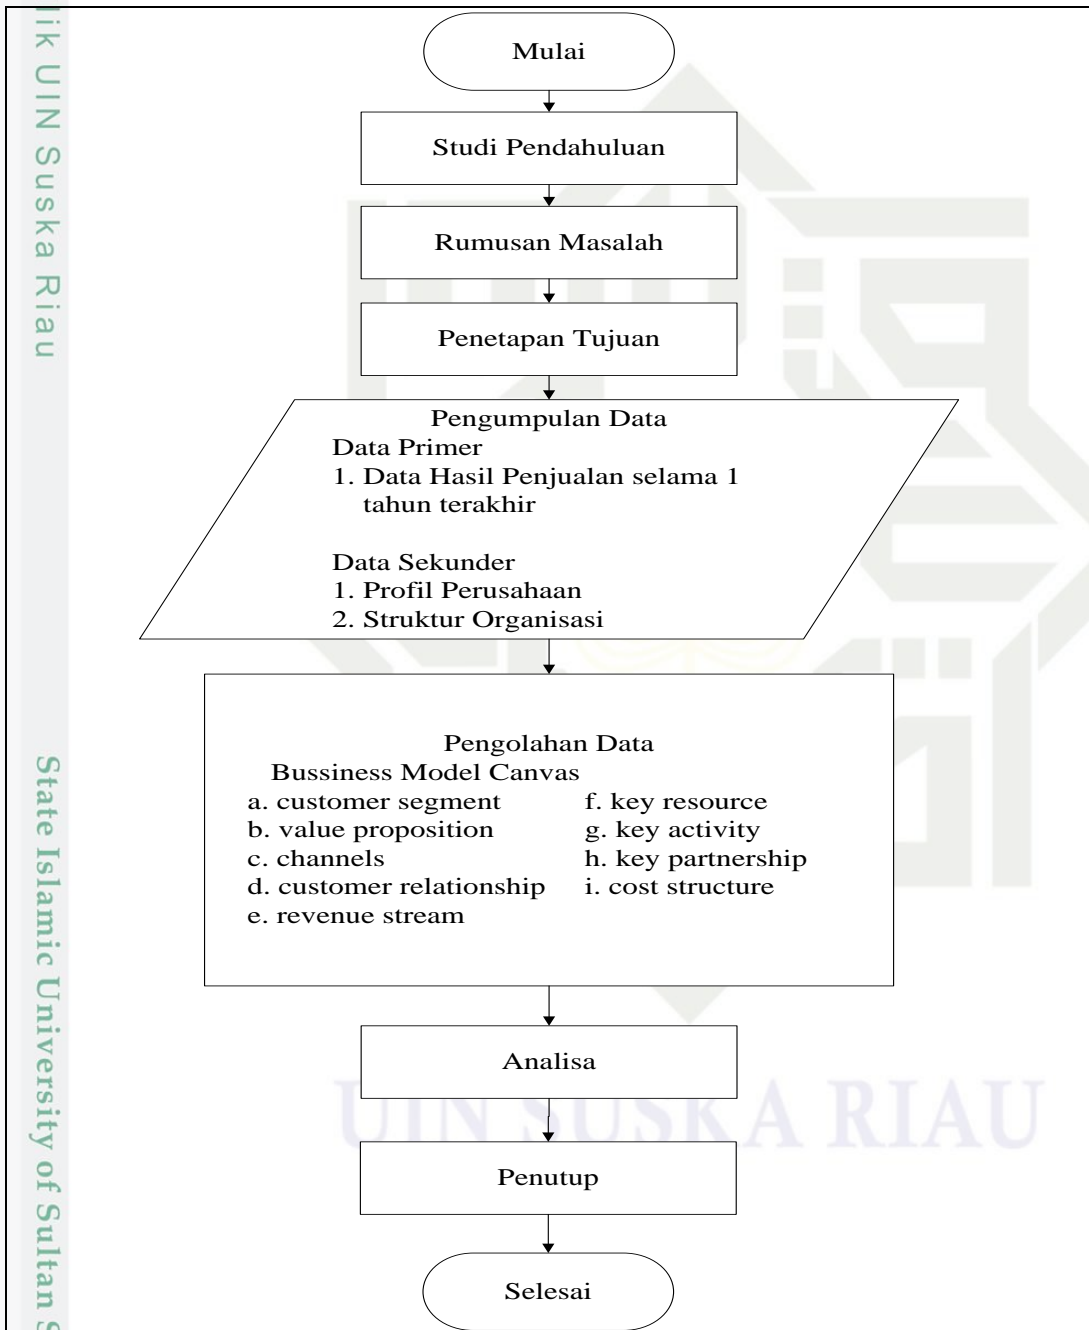 Mulai
Studi Pendahuluan
Rumusan Masalah
Penetapan Tujuan
Pengumpulan Data
Data Primer
1. Data Hasil Penjualan selama 1
tahun terakhir
Data Sekunder
1. Profil Perusahaan
2. Struktur Organisasi
Pengolahan Data
Bussiness Model Canvas
a. customer segment
b. value proposition
c. channels
d. customer relationship
e. revenue stream
f. key resource
g. key activity
h. key partnership
i. cost structure
Analisa
Penutup
Selesai
UIN SUSKA RIAU
UIN Suska Riau
State Islamic University of Sultan